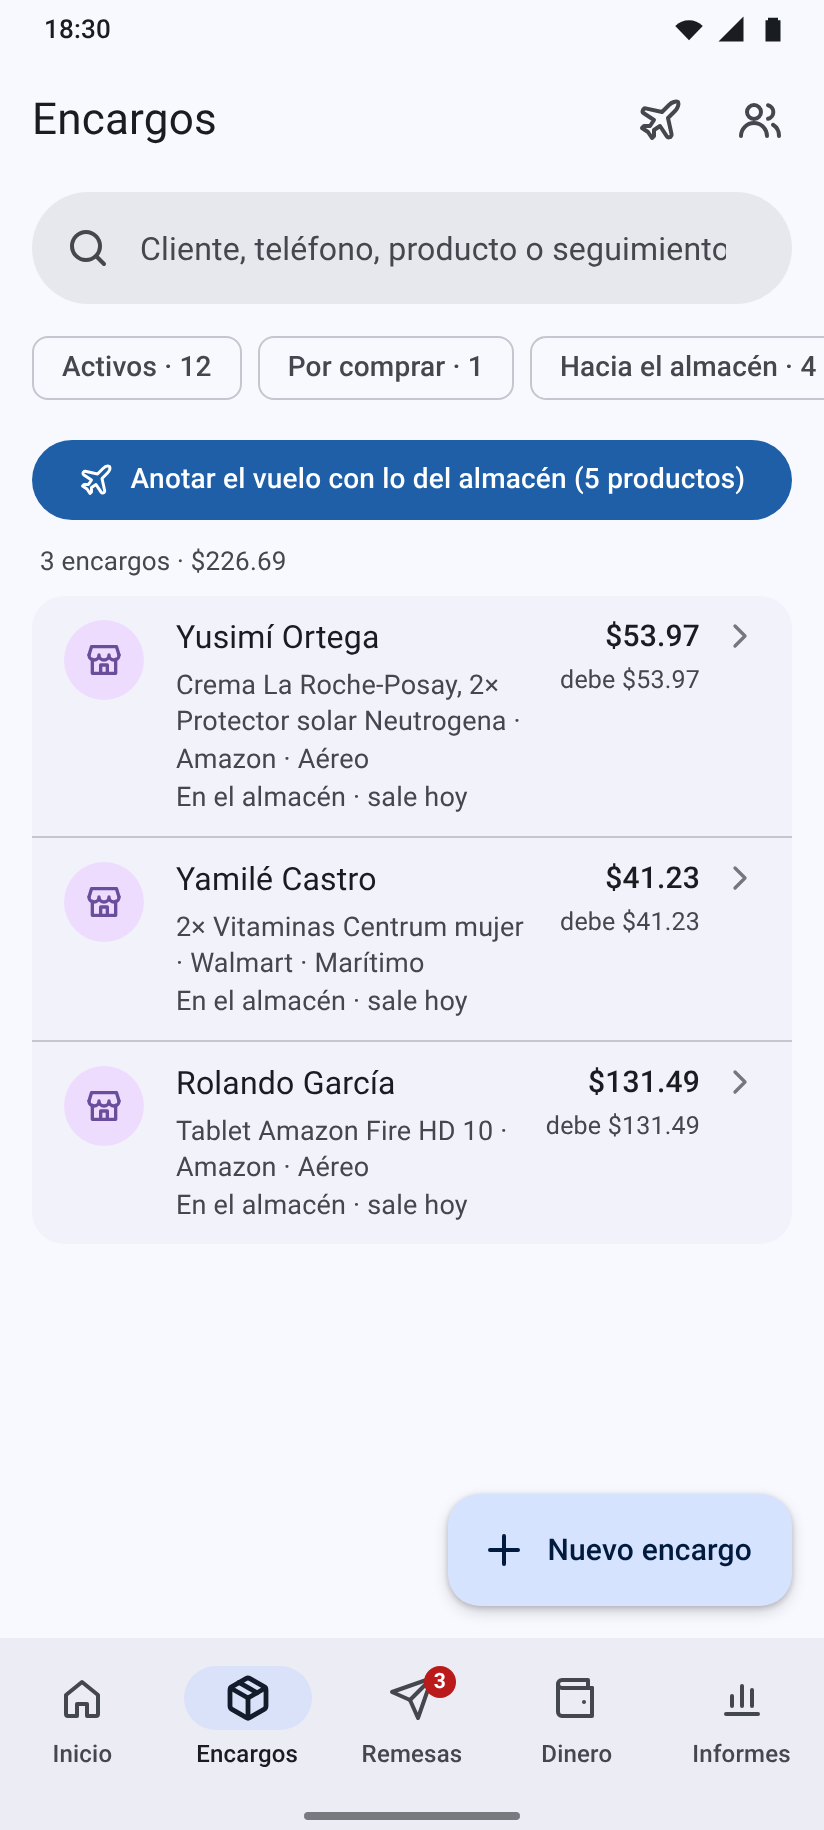 18:30
Encargos
Cliente, teléfono, producto o seguimiento
Activos · 12
Por comprar · 1
Hacia el almacén · 4
Anotar el vuelo con lo del almacén (5 productos)
3 encargos · $226.69
Yusimí Ortega
$53.97
debe $53.97
Crema La Roche-Posay, 2×
Protector solar Neutrogena ·
Amazon · Aéreo
En el almacén · sale hoy
Yamilé Castro
$41.23
debe $41.23
2× Vitaminas Centrum mujer
· Walmart · Marítimo
En el almacén · sale hoy
Rolando García
$131.49
debe $131.49
Tablet Amazon Fire HD 10 ·
Amazon · Aéreo
En el almacén · sale hoy
Nuevo encargo
3
Inicio
Encargos
Remesas
Dinero
Informes